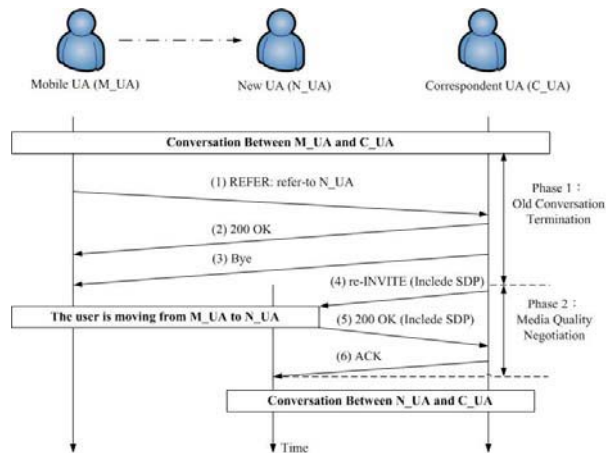 Mobile UA (M_UA)
New UA (N_UA)
Correspondent UA (C_UA)
Conversation Between M_UA and C_UA
(1) REFER: refer-to N_UA
Phase 1:
Old Conversation
Termination
(2) 200 OK
(3) Bye
(4) re-INVITE (Inclede SDP)
The user is moving from M_UA to N_UA
(5) 200 OK (Inclede SDP)
Phase 2:
Media Quality
Negotiation
(6) ACK
Conversation Between N_UA and C_UA
Time